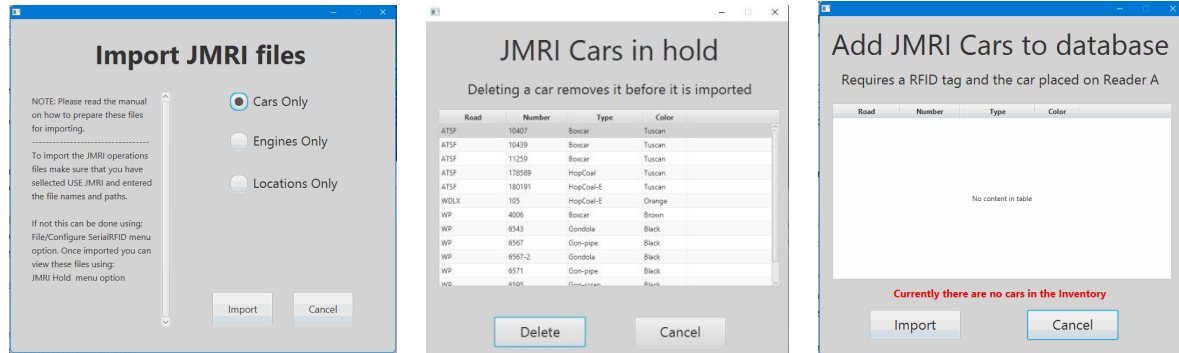 Import JMRI files
NOTE: Please read the manual
on how to prepare these files
for importing.
-----------------------------------
To import the JMRI operations
files make sure that you have
sellected USE JMRI and entered
the file names and paths.
If not this can be done using:
File/Configure SerialRFID menu
option. Once imported you can
view these files using:
JMRI Hold menu option
Cars Only
Engines Only
Locations Only
Import Cancel
JMRI Cars in hold
Deleting a car removes it before it is imported
Road Number Type Color
ATSF 10407 Boxcar Tuscan
ATSF 10439 Boxcar Tuscan
ATSF 11259 Boxcar Tuscan
ATSF 178589 HopCoal Tuscan
ATSF 180191 HopCoal-E Tuscan
WDLX 105 HopCoal-E Orange
WP 4006 Boxcar Brown
WP 6543 Gondola Black
WP 6567 Gon-pipe Black
WP 6567-2 Gondola Black
WP 6571 Gon-pipe Black
WP 6595 Gon-scrap Black
Delete Cancel
Add JMRI Cars to database
Requires a RFID tag and the car placed on Reader A
Road Number Type Color
No content in table
Currently there are no cars in the Inventory
Import Cancel